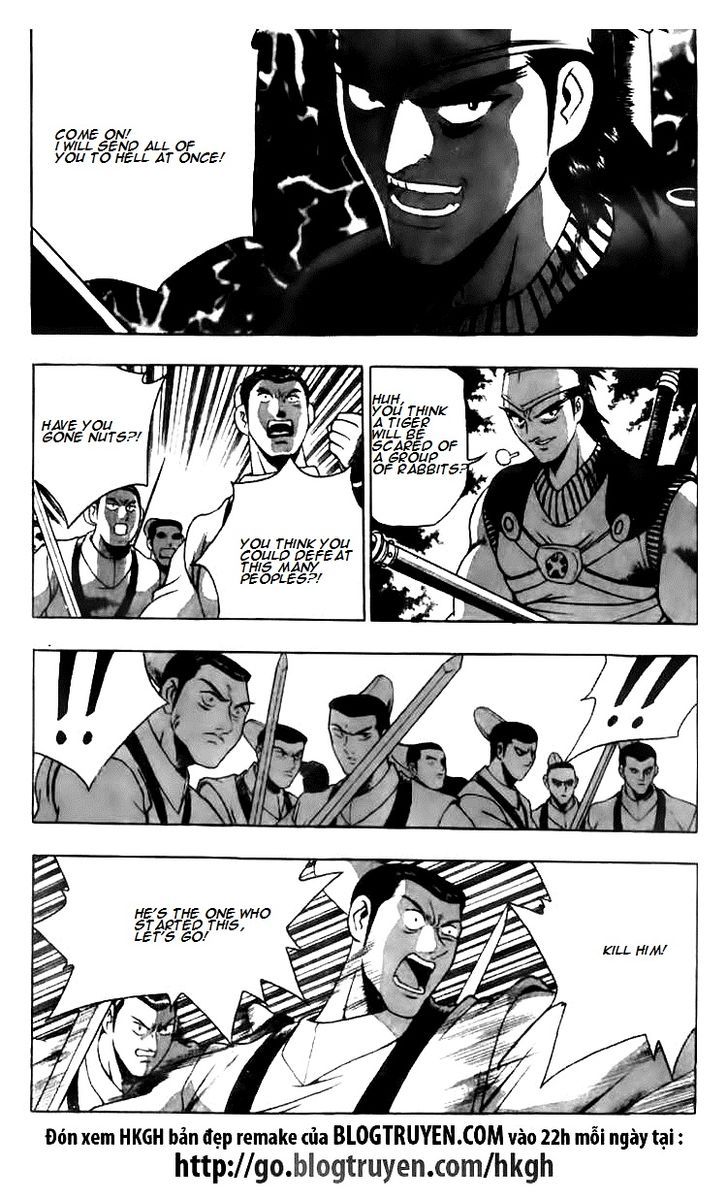 COME ON!
I WILL SEND ALL OF
YOU TO HELL AT ONCE!
HAVE YOU
GONE NUTS?!
YOU THINK YOU
COULD DEFEAT
THIS MANY
PEOPLES?!
HUH,
YOU THINK
A TIGER
WILL BE
SCARED OF
A GROUP
OF RABBITS?
!!
!!
HE'S THE ONE WHO
STARTED THIS,
LET'S GO!
KILL HIM!
Đón xem HKGH bản đẹp remake của BLOGTRUYEN.COM vào 22h mỗi ngày tại :
http://go.blogtruyen.com/hkgh